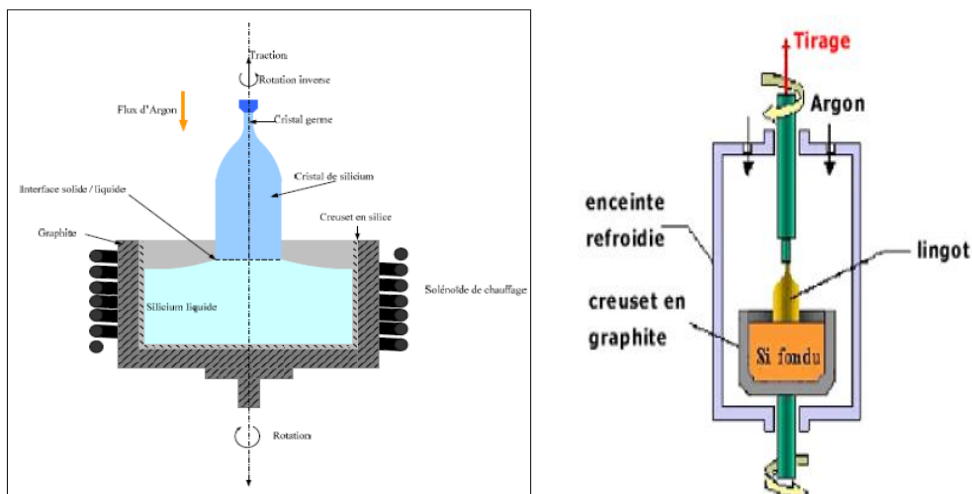 Traction
Rotation inverse
Flux d'Argon
Cristal germe
Cristal de silicium
Interface solide / liquide
Creuset en silice
Graphite
Solénoïde de chauffage
Silicium liquide
Rotation
Tirage
Argon
enceinte
refroidie
lingot
creuset en
graphite
Si fondu